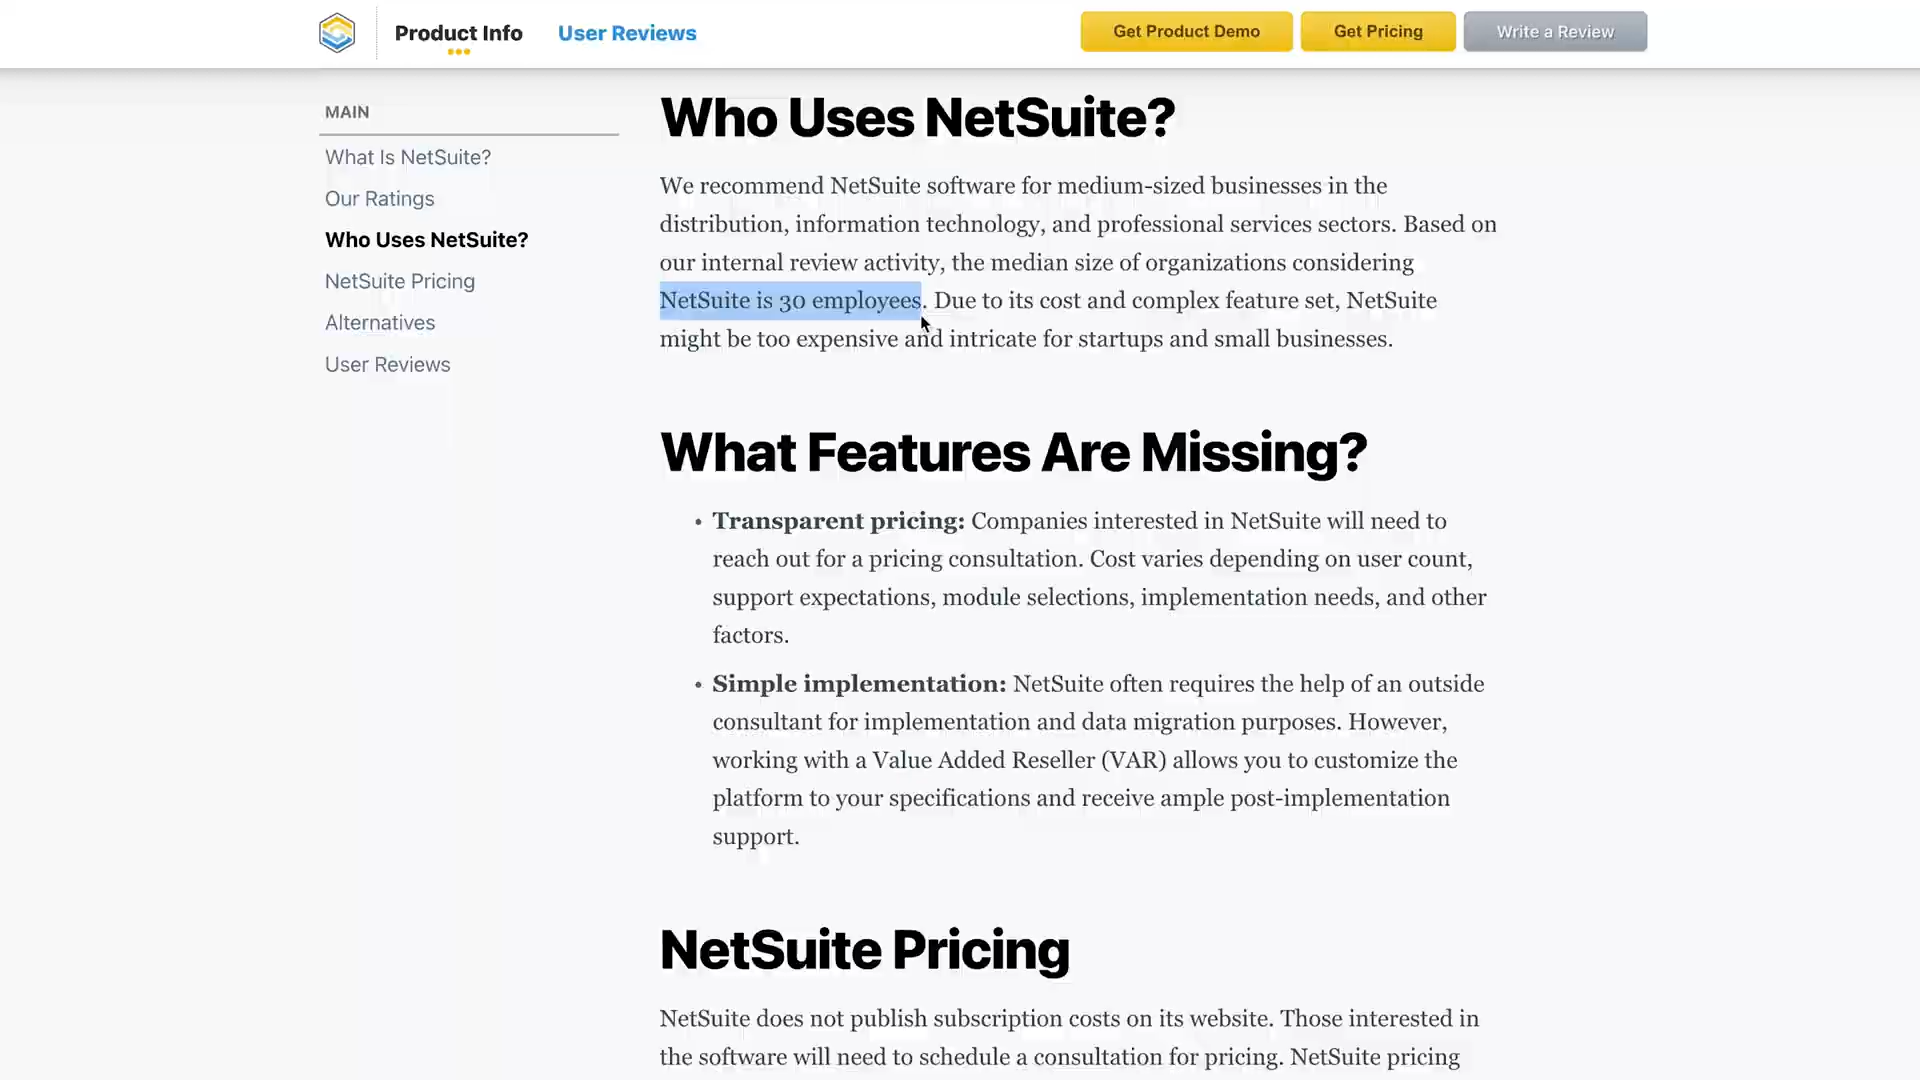 Product Info
User Reviews
Get Product Demo
Get Pricing
Write a Review
MAIN
What Is NetSuite?
Our Ratings
Who Uses NetSuite?
NetSuite Pricing
Alternatives
User Reviews
Who Uses NetSuite?
We recommend NetSuite software for medium-sized businesses in the
distribution, information technology, and professional services sectors. Based on
our internal review activity, the median size of organizations considering
NetSuite is 30 employees. Due to its cost and complex feature set, NetSuite
might be too expensive and intricate for startups and small businesses.
What Features Are Missing?
• Transparent pricing: Companies interested in NetSuite will need to
reach out for a pricing consultation. Cost varies depending on user count,
support expectations, module selections, implementation needs, and other
factors.
• Simple implementation: NetSuite often requires the help of an outside
consultant for implementation and data migration purposes. However,
working with a Value Added Reseller (VAR) allows you to customize the
platform to your specifications and receive ample post-implementation
support.
NetSuite Pricing
NetSuite does not publish subscription costs on its website. Those interested in
the software will need to schedule a consultation for pricing. NetSuite pricing